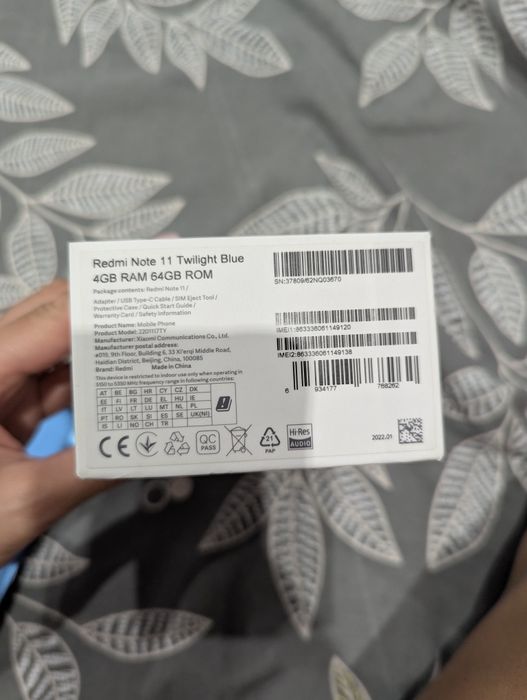 Redmi Note 11 Twilight Blue
4GB RAM 64GB ROM
Package contents: Redmi Note 11 /
Adapter / USB Type-C Cable / SIM Eject Tool /
Protective Case / Quick Start Guide /
Warranty Card / Safety Information
Product Name: Mobile Phone
Product Model: 2201117TY
Manufacturer: Xiaomi Communications Co., Ltd.
Manufacturer postal address:
#019, 9th Floor, Building 6, 33 Xi'erqi Middle Road,
Haidian District, Beijing, China, 100085
Brand: Redmi Made in China
This device is restricted to indoor use only when operating in
5150 to 5350 MHz frequency range in following countries:
AT BE BG HR CY CZ DK
EE FI FR DE EL HU IE
IT LV LT LU MT NL PL
PT RO SK SI ES SE UK(NI)
IS LI NO CH TR
CE
QC
PASS
21
PAP
Hi-Res
AUDIO
SN:37809/62NQ03670
IMEI1:863336061149120
IMEI2:863336061149138
6 934177 768262
2022.01